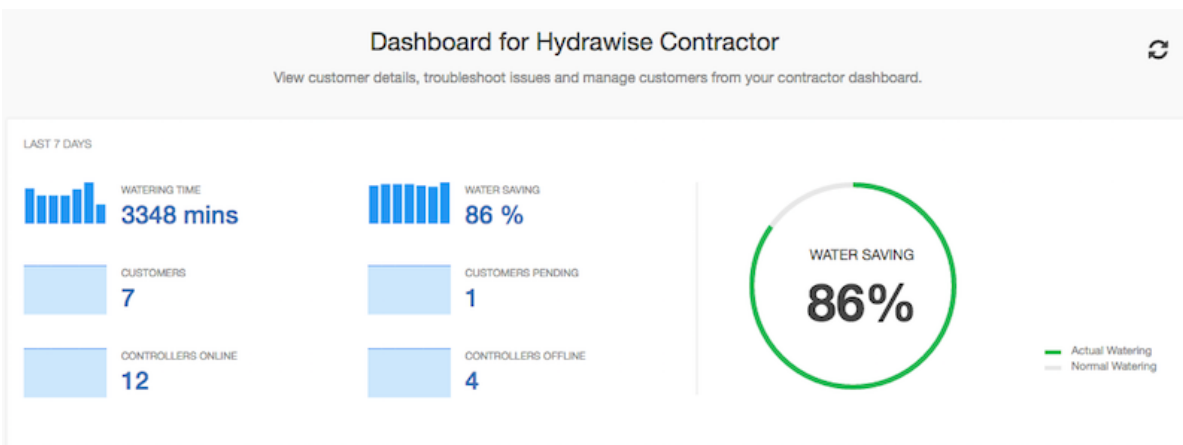 Dashboard for Hydrawise Contractor
View customer details, troubleshoot issues and manage customers from your contractor dashboard.
LAST 7 DAYS
WATERING TIME
3348 mins
WATER SAVING
86 %
CUSTOMERS
7
CUSTOMERS PENDING
1
CONTROLLERS ONLINE
12
CONTROLLERS OFFLINE
4
WATER SAVING
86%
Actual Watering
Normal Watering